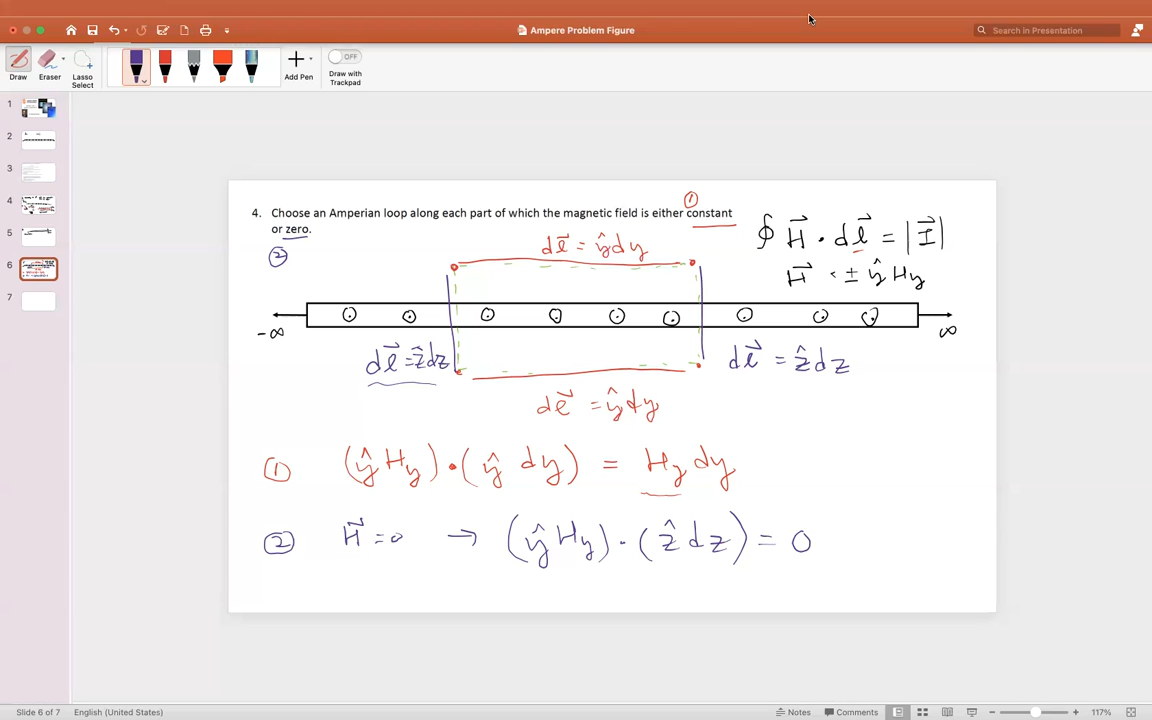 Ampere Problem Figure
Search in Presentation
Draw
Eraser
Lasso
Select
Add Pen
OFF
Draw with
Trackpad
1
2
3
4
5
6
7
4. Choose an Amperian loop along each part of which the magnetic field is either constant
or zero.
①
②
dl⃗ = ŷdy
∮ H⃗ · dl⃗ = |I⃗|
H⃗ < ± ŷ Hy
-∞
∞
dl⃗ = ẑdz
dl⃗ = ẑdz
dl⃗ = ŷdy
① (ŷ Hy) · (ŷ dy) = Hy dy
② H⃗ = 0 → (ŷ Hy) · (ẑ dz) = 0
Slide 6 of 7
English (United States)
Notes
Comments
117%